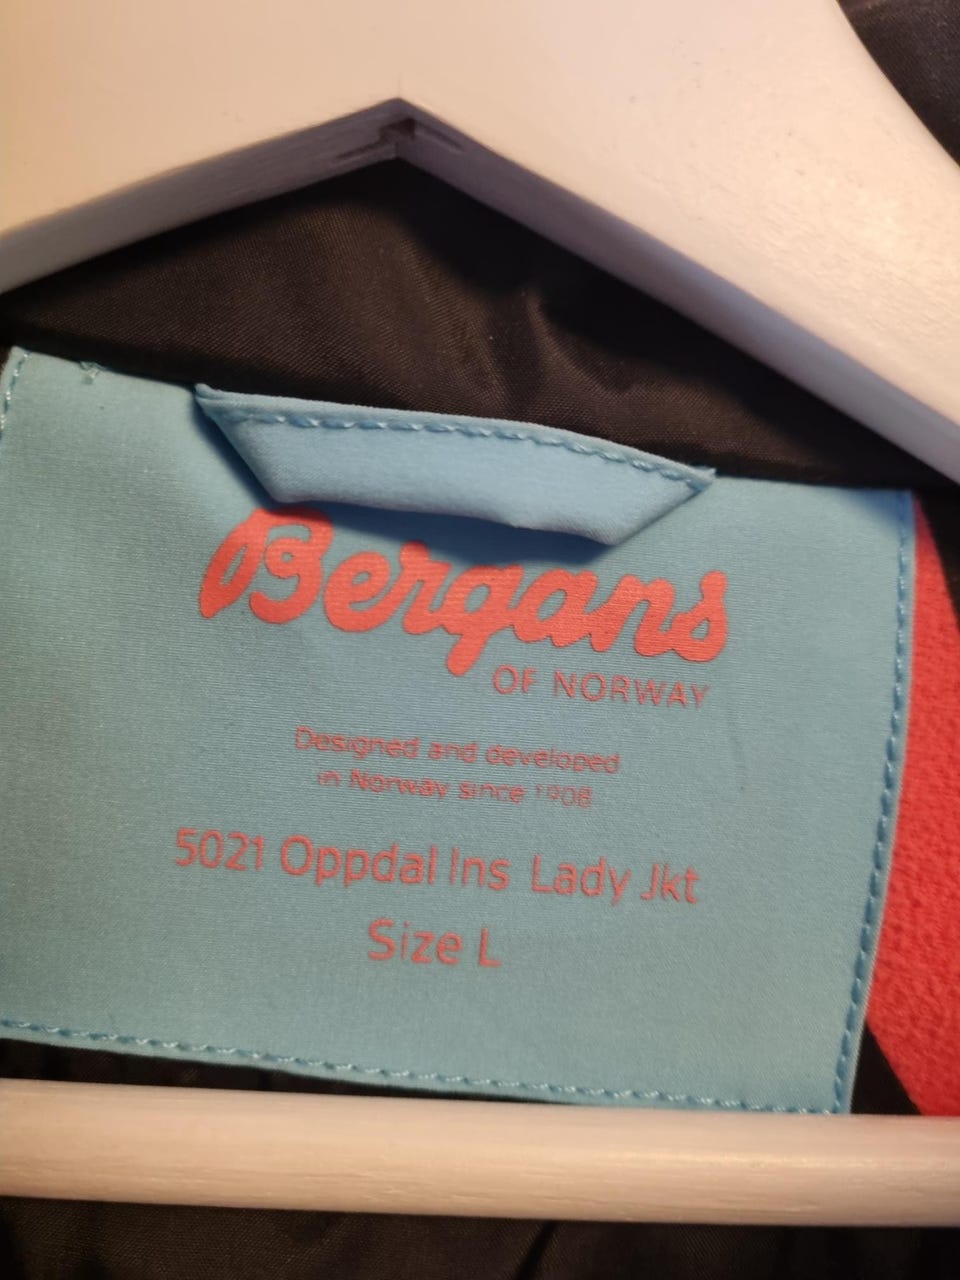 Bergans
OF NORWAY
Designed and developed
in Norway since 1908
5021 Oppdal Ins Lady Jkt
Size L